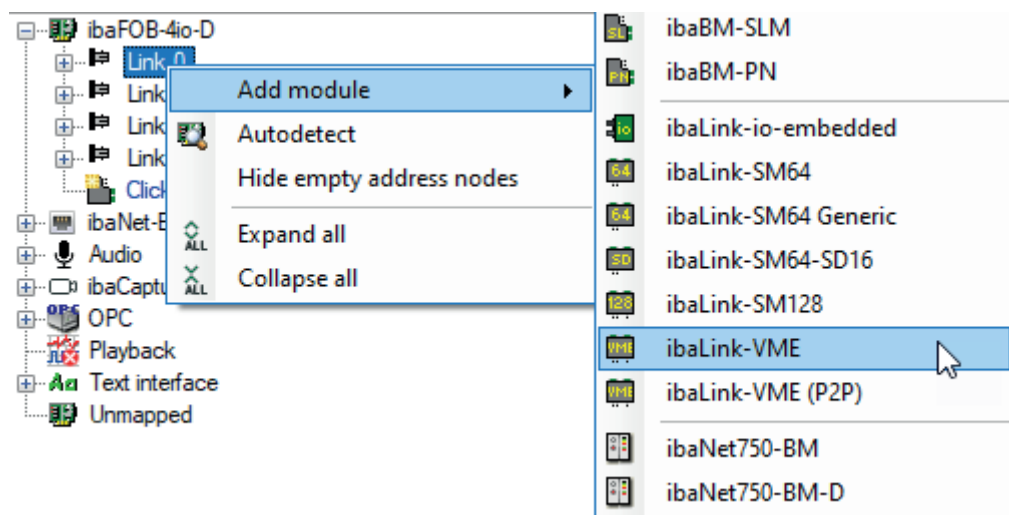 ibaFOB-4io-D
Link 0
Link
Link
Link
Click
ibaNet-E
Audio
ibaCaptu
OPC
Playback
Text interface
Unmapped
Add module
Autodetect
Hide empty address nodes
ALL Expand all
ALL Collapse all
ibaBM-SLM
ibaBM-PN
ibaLink-io-embedded
ibaLink-SM64
ibaLink-SM64 Generic
ibaLink-SM64-SD16
ibaLink-SM128
ibaLink-VME
ibaLink-VME (P2P)
ibaNet750-BM
ibaNet750-BM-D